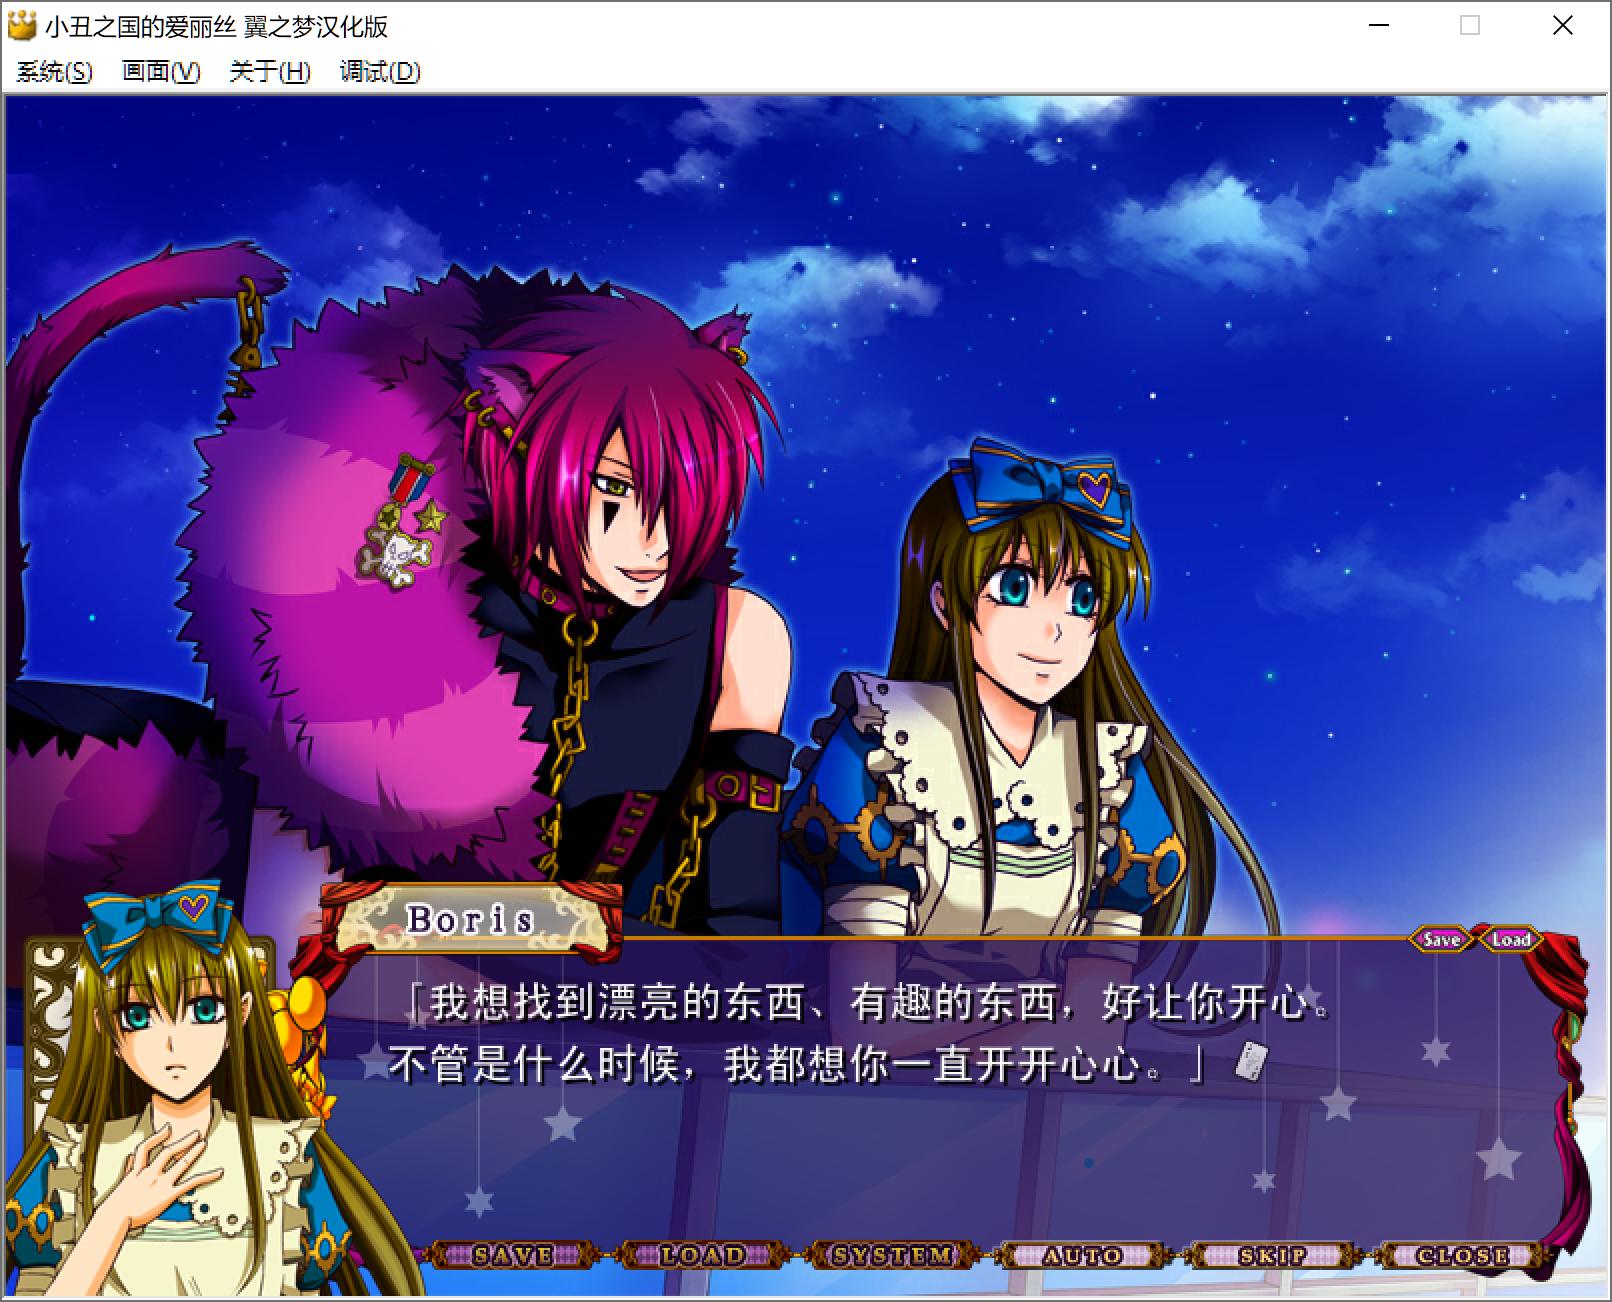 小丑之国的爱丽丝 翼之梦汉化版
系统(S) 画面(V) 关于(H) 调试(D)
Boris
Save Load
「我想找到漂亮的东西、有趣的东西，好让你开心。
不管是什么时候，我都想你一直开开心心。」
SAVE LOAD SYSTEM AUTO SKIP CLOSE